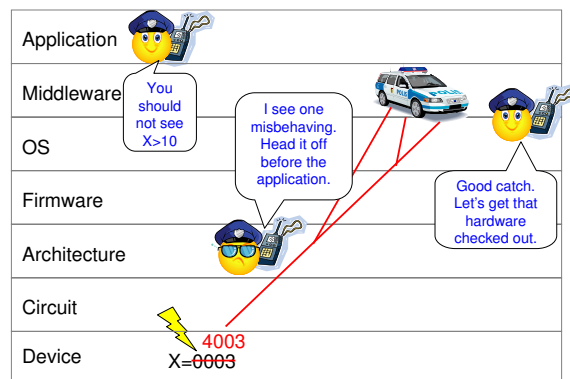 Application
Middleware
You
should
not see
X>10
POLIS
I see one
misbehaving.
Head it off
before the
application.
OS
Good catch.
Let's get that
hardware
checked out.
Firmware
Architecture
Circuit
4003
Device
X=0003